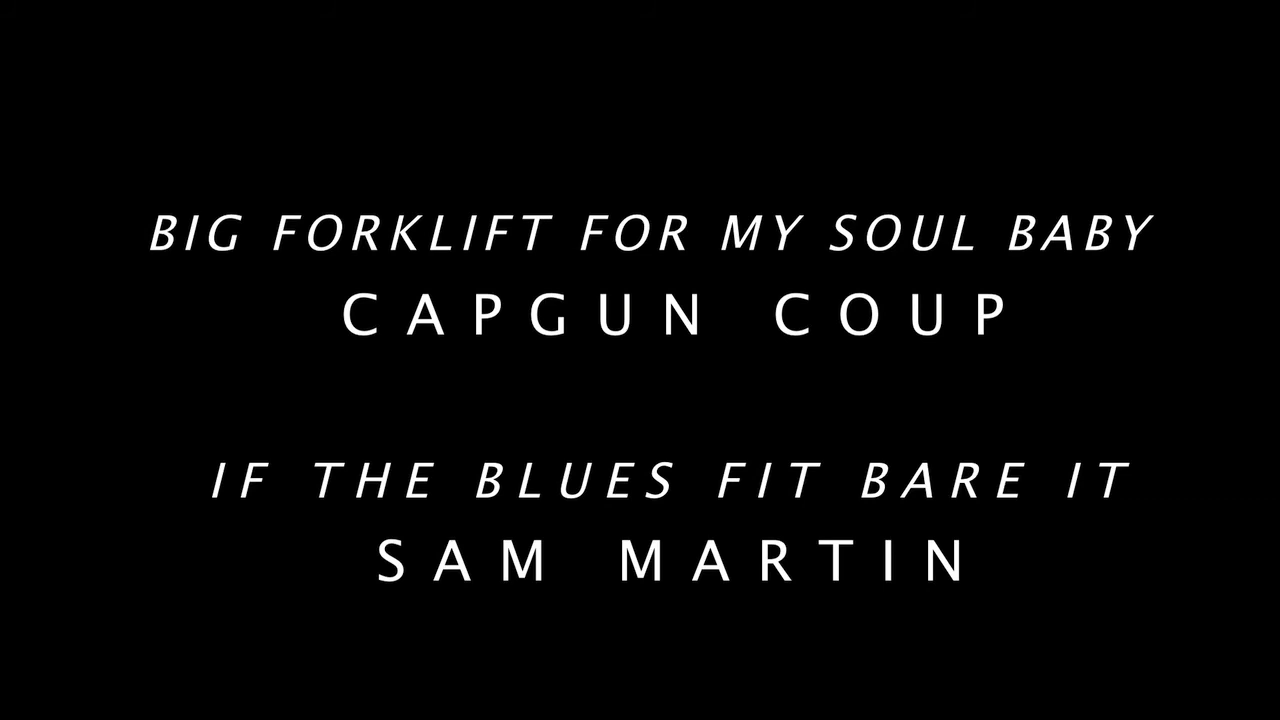 BIG FORKLIFT FOR MY SOUL BABY
CAPGUN COUP
IF THE BLUES FIT BARE IT
SAM MARTIN